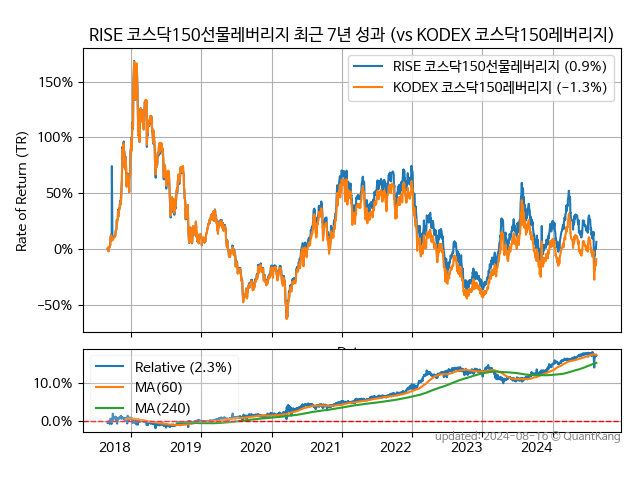 RISE 코스닥150선물레버리지 최근 7년 성과 (vs KODEX 코스닥150레버리지)
RISE 코스닥150선물레버리지 (0.9%)
KODEX 코스닥150레버리지 (-1.3%)
Rate of Return (TR)
150%
100%
50%
0%
-50%
Relative (2.3%)
MA(60)
MA(240)
10.0%
0.0%
2018 2019 2020 2021 2022 2023 2024
updated: 2024-08-16 © QuantKang